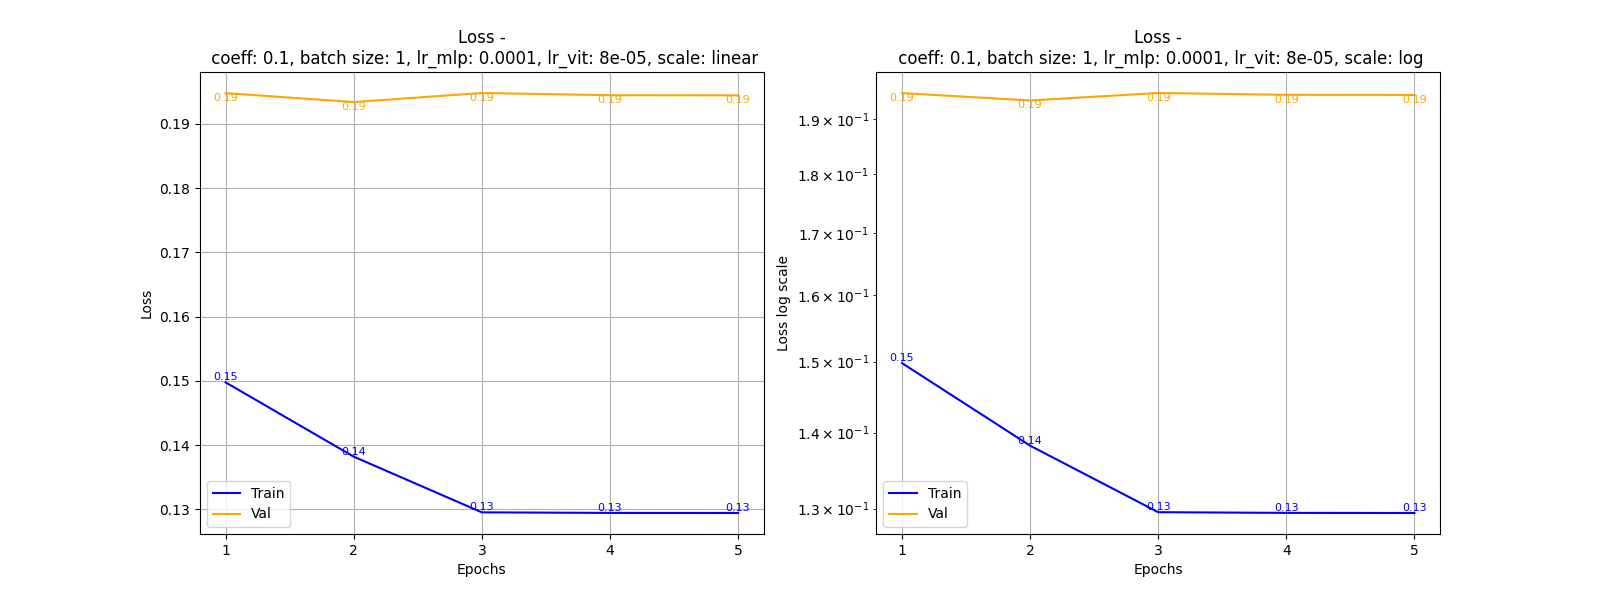 Loss -
coeff: 0.1, batch size: 1, lr_mlp: 0.0001, lr_vit: 8e-05, scale: linear
0.19 0.19 0.19 0.19 0.19
0.19
0.18
0.17
0.16
0.15
0.14
0.13
0.15 0.14 0.13 0.13 0.13
Loss
Train
Val
1 2 3 4 5
Epochs
Loss -
coeff: 0.1, batch size: 1, lr_mlp: 0.0001, lr_vit: 8e-05, scale: log
0.19 0.19 0.19 0.19 0.19
1.9 × 10⁻¹
1.8 × 10⁻¹
1.7 × 10⁻¹
1.6 × 10⁻¹
1.5 × 10⁻¹
1.4 × 10⁻¹
1.3 × 10⁻¹
0.15 0.14 0.13 0.13 0.13
Loss log scale
Train
Val
1 2 3 4 5
Epochs